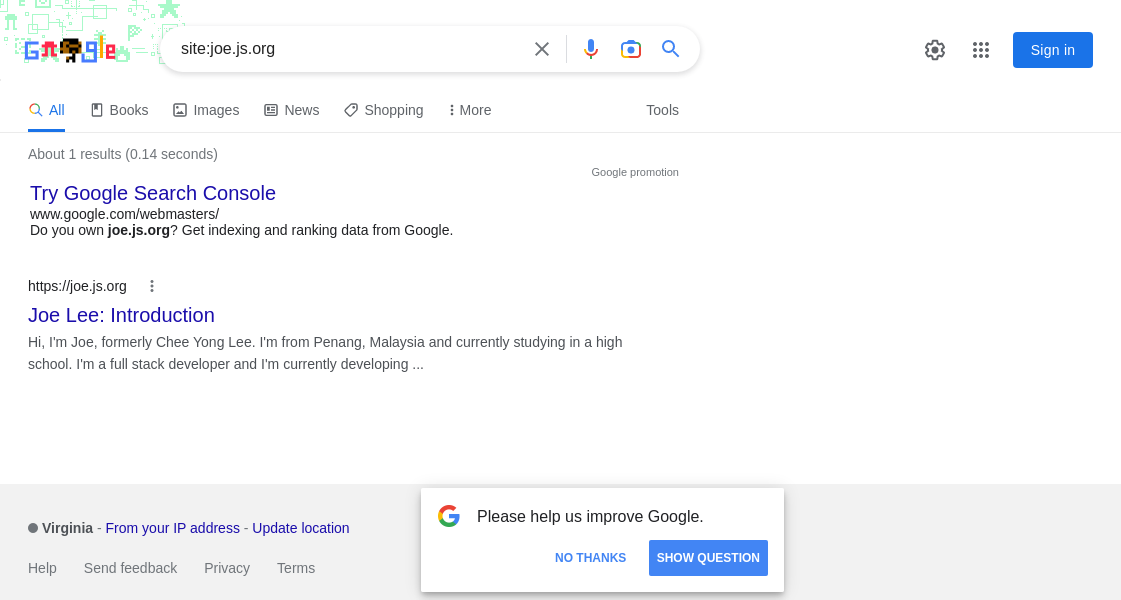 Google
site:joe.js.org
Sign in
All Books Images News Shopping More Tools
About 1 results (0.14 seconds)
Google promotion
Try Google Search Console
www.google.com/webmasters/
Do you own joe.js.org? Get indexing and ranking data from Google.
https://joe.js.org
Joe Lee: Introduction
Hi, I'm Joe, formerly Chee Yong Lee. I'm from Penang, Malaysia and currently studying in a high
school. I'm a full stack developer and I'm currently developing ...
Virginia - From your IP address - Update location
Help Send feedback Privacy Terms
Please help us improve Google.
NO THANKS SHOW QUESTION